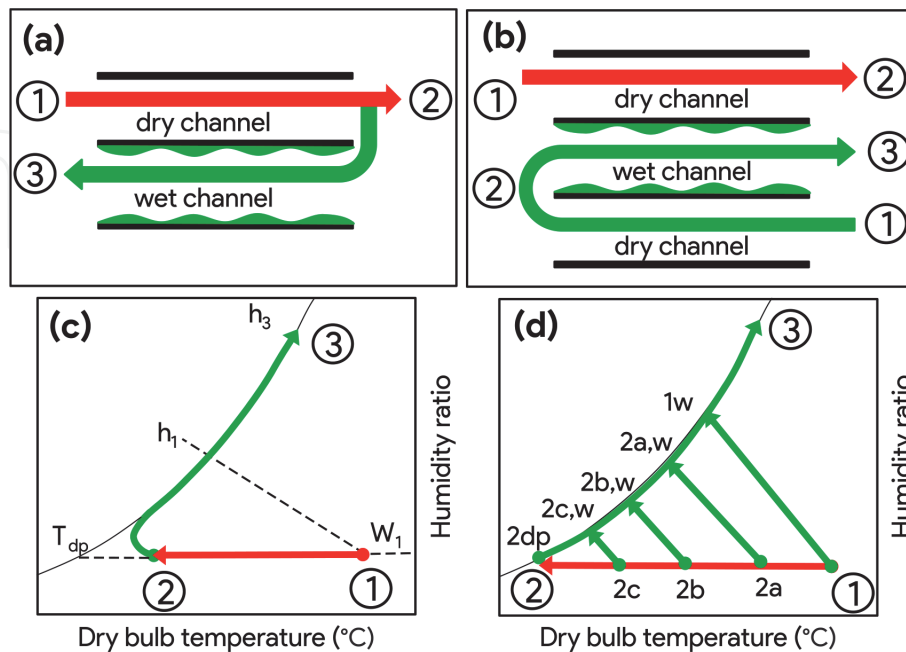 (a)
① ②
dry channel
③
wet channel
(b)
① ②
dry channel
③
wet channel
②
①
dry channel
(c)
h3
③
h1
Tdp
W1
② ①
Dry bulb temperature (°C)
Humidity ratio
(d)
③
1w
2a,w
2b,w
2c,w
2dp
② 2c 2b 2a ①
Dry bulb temperature (°C)
Humidity ratio